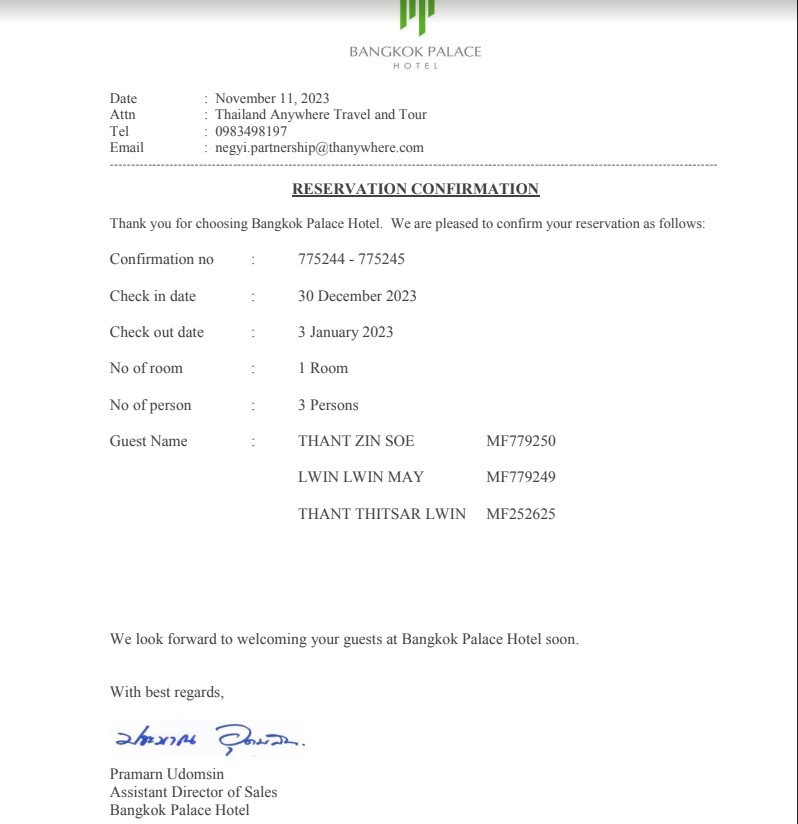 BANGKOK PALACE
HOTEL
Date : November 11, 2023
Attn : Thailand Anywhere Travel and Tour
Tel : 0983498197
Email : negyi.partnership@thanywhere.com
RESERVATION CONFIRMATION
Thank you for choosing Bangkok Palace Hotel. We are pleased to confirm your reservation as follows:
Confirmation no : 775244 - 775245
Check in date : 30 December 2023
Check out date : 3 January 2023
No of room : 1 Room
No of person : 3 Persons
Guest Name : THANT ZIN SOE MF779250
LWIN LWIN MAY MF779249
THANT THITSAR LWIN MF252625
We look forward to welcoming your guests at Bangkok Palace Hotel soon.
With best regards,
Pramarn Udomsin
Assistant Director of Sales
Bangkok Palace Hotel